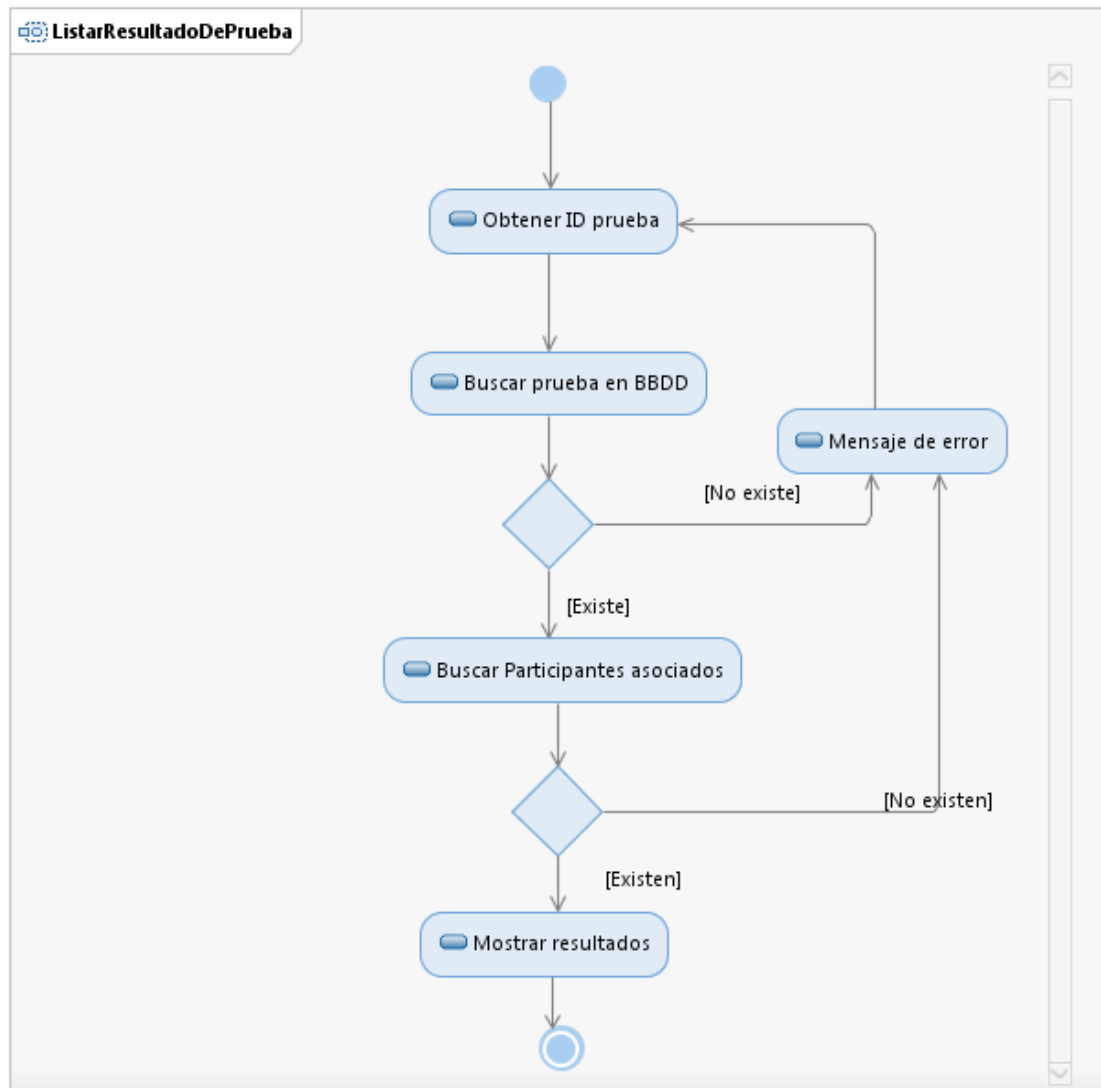 ListarResultadoDePrueba
Obtener ID prueba
Buscar prueba en BBDD
Mensaje de error
[No existe]
[Existe]
Buscar Participantes asociados
[No existen]
[Existen]
Mostrar resultados